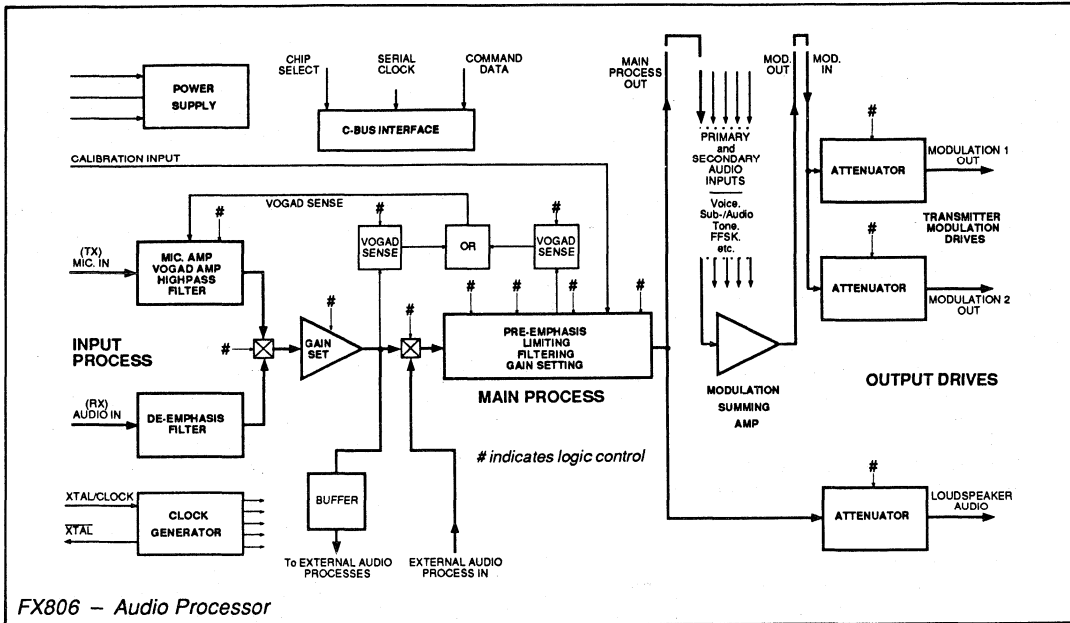 POWER
SUPPLY
CHIP
SELECT
SERIAL
CLOCK
COMMAND
DATA
C-BUS INTERFACE
CALIBRATION INPUT
VOGAD SENSE
#
(TX)
MIC. IN
MIC. AMP
VOGAD AMP
HIGHPASS
FILTER
#
VOGAD
SENSE
OR
#
VOGAD
SENSE
INPUT
PROCESS
#
#
GAIN
SET
#
#
#
#
#
PRE-EMPHASIS
LIMITING
FILTERING
GAIN SETTING
MAIN PROCESS
(RX)
AUDIO IN
DE-EMPHASIS
FILTER
# indicates logic control
XTAL/CLOCK
XTAL
CLOCK
GENERATOR
BUFFER
To EXTERNAL AUDIO
PROCESSES
EXTERNAL AUDIO
PROCESS IN
MAIN
PROCESS
OUT
MOD.
OUT
MOD.
IN
PRIMARY
and
SECONDARY
AUDIO
INPUTS
Voice.
Sub-/Audio
Tone.
FFSK.
etc.
MODULATION
SUMMING
AMP
#
ATTENUATOR
MODULATION 1
OUT
TRANSMITTER
MODULATION
DRIVES
#
ATTENUATOR
MODULATION 2
OUT
OUTPUT DRIVES
#
ATTENUATOR
LOUDSPEAKER
AUDIO
FX806 – Audio Processor